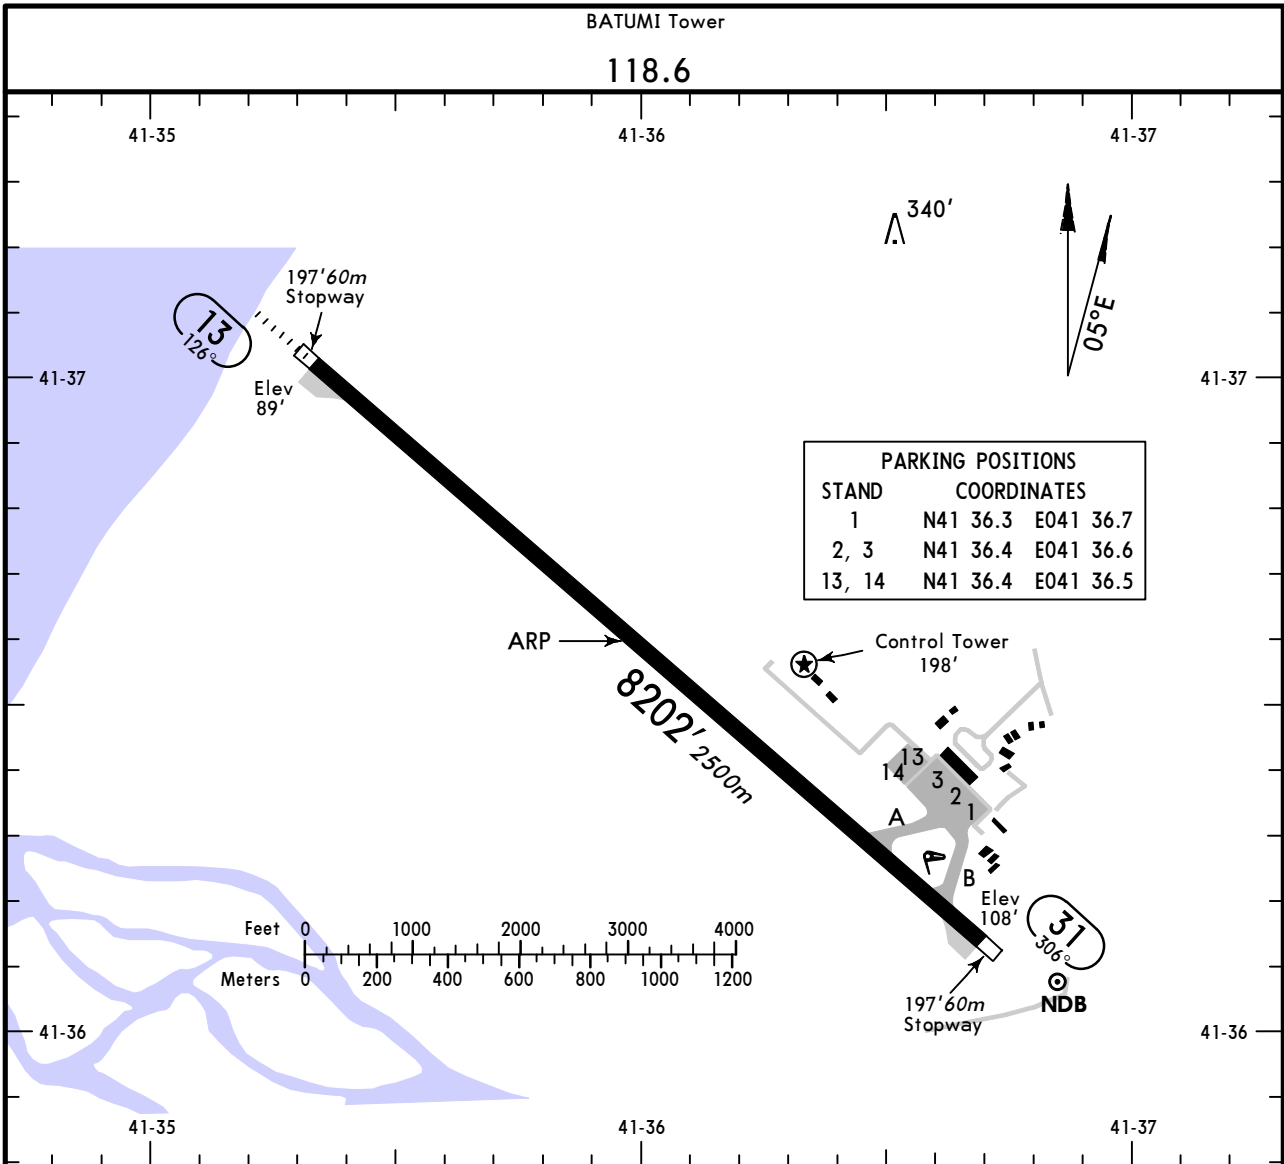 BATUMI Tower
118.6
41-35 41-36 41-37
340'
197'60m
Stopway
13
126°
05°E
41-37 41-37
Elev
89'
PARKING POSITIONS
STAND COORDINATES
1 N41 36.3 E041 36.7
2, 3 N41 36.4 E041 36.6
13, 14 N41 36.4 E041 36.5
ARP
Control Tower
198'
8202' 2500m
13
14
3
2
1
A
B
Elev
108'
31
306°
Feet 0 1000 2000 3000 4000
Meters 0 200 400 600 800 1000 1200
197'60m
Stopway
NDB
41-36 41-36
41-35 41-36 41-37